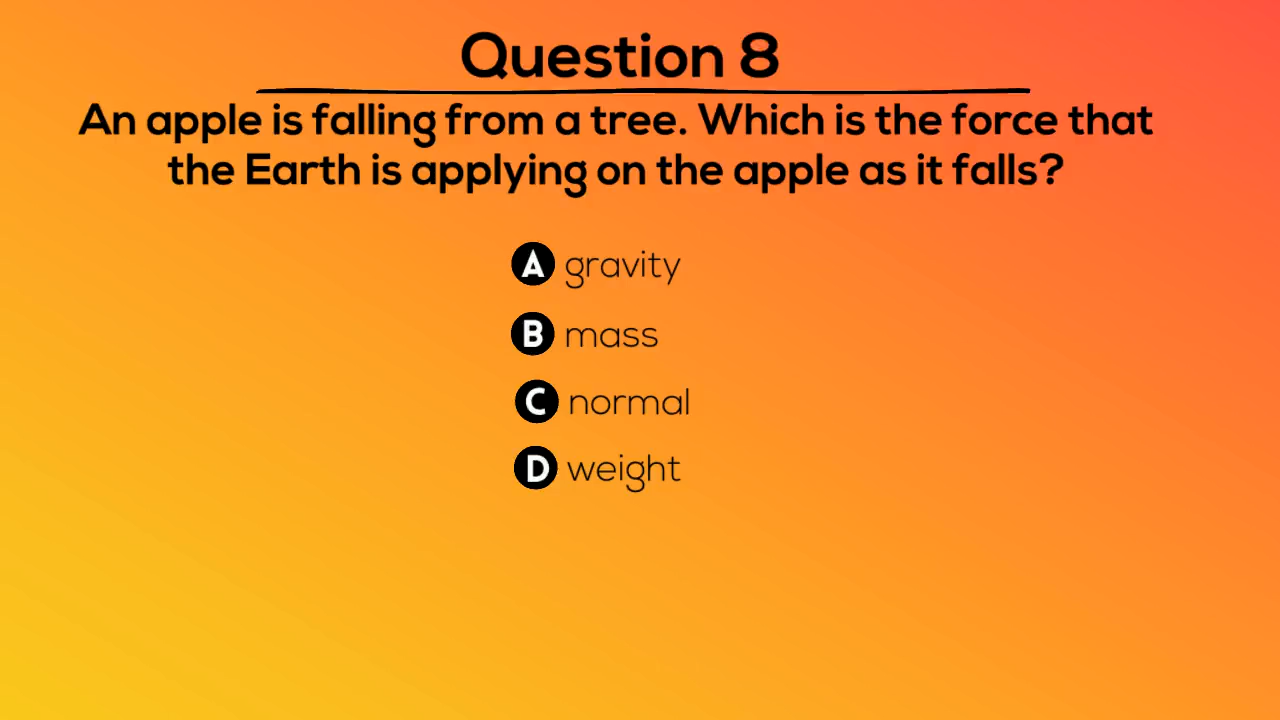 Question 8
An apple is falling from a tree. Which is the force that
the Earth is applying on the apple as it falls?
A gravity
B mass
C normal
D weight